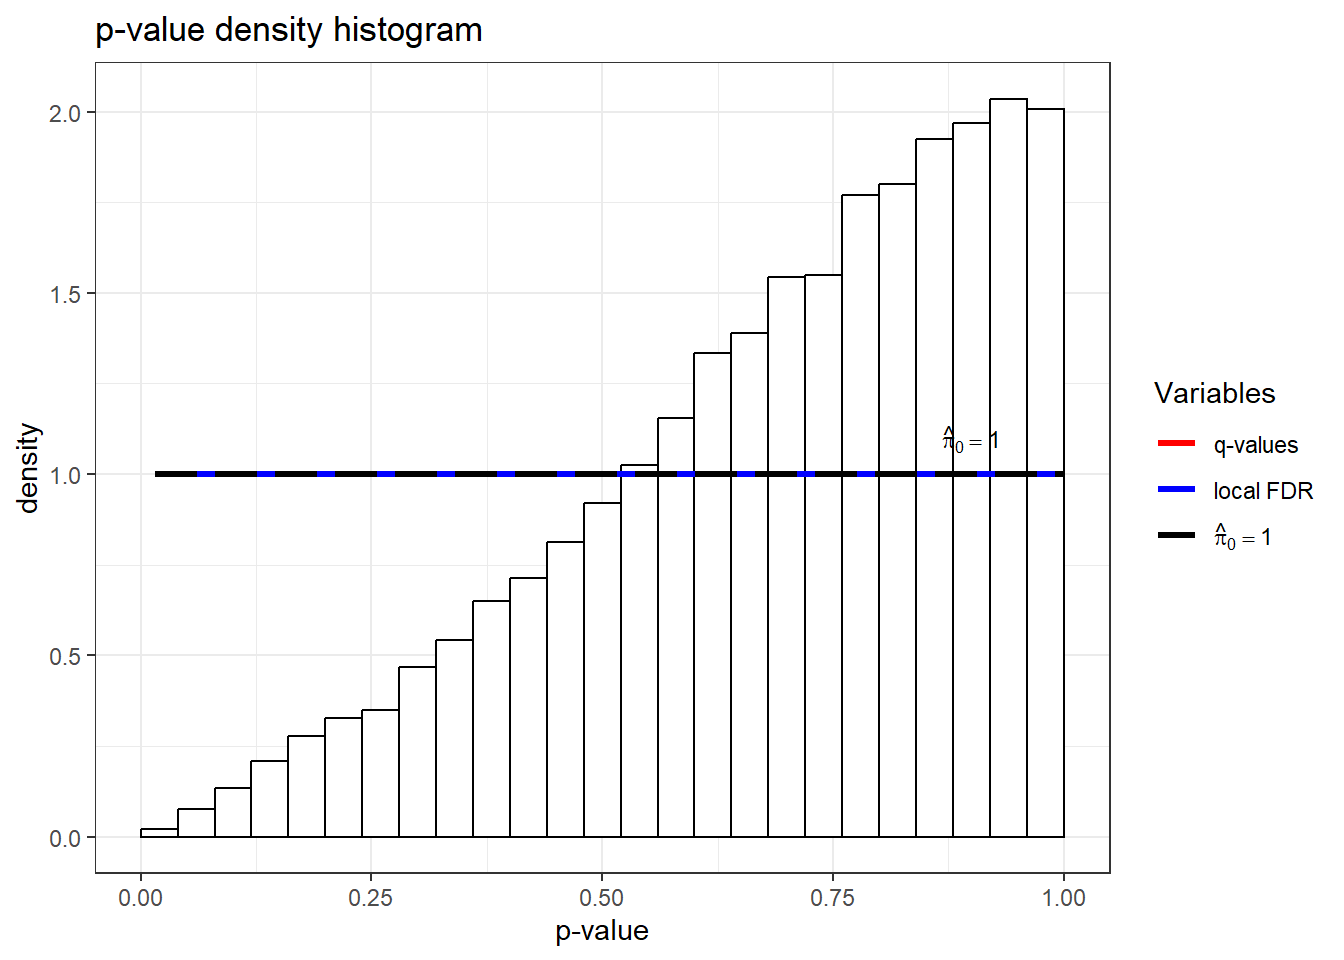 p-value density histogram
2.0
1.5
1.0
0.5
0.0
density
π̂₀ = 1
0.00 0.25 0.50 0.75 1.00
p-value
Variables
q-values
local FDR
π̂₀ = 1